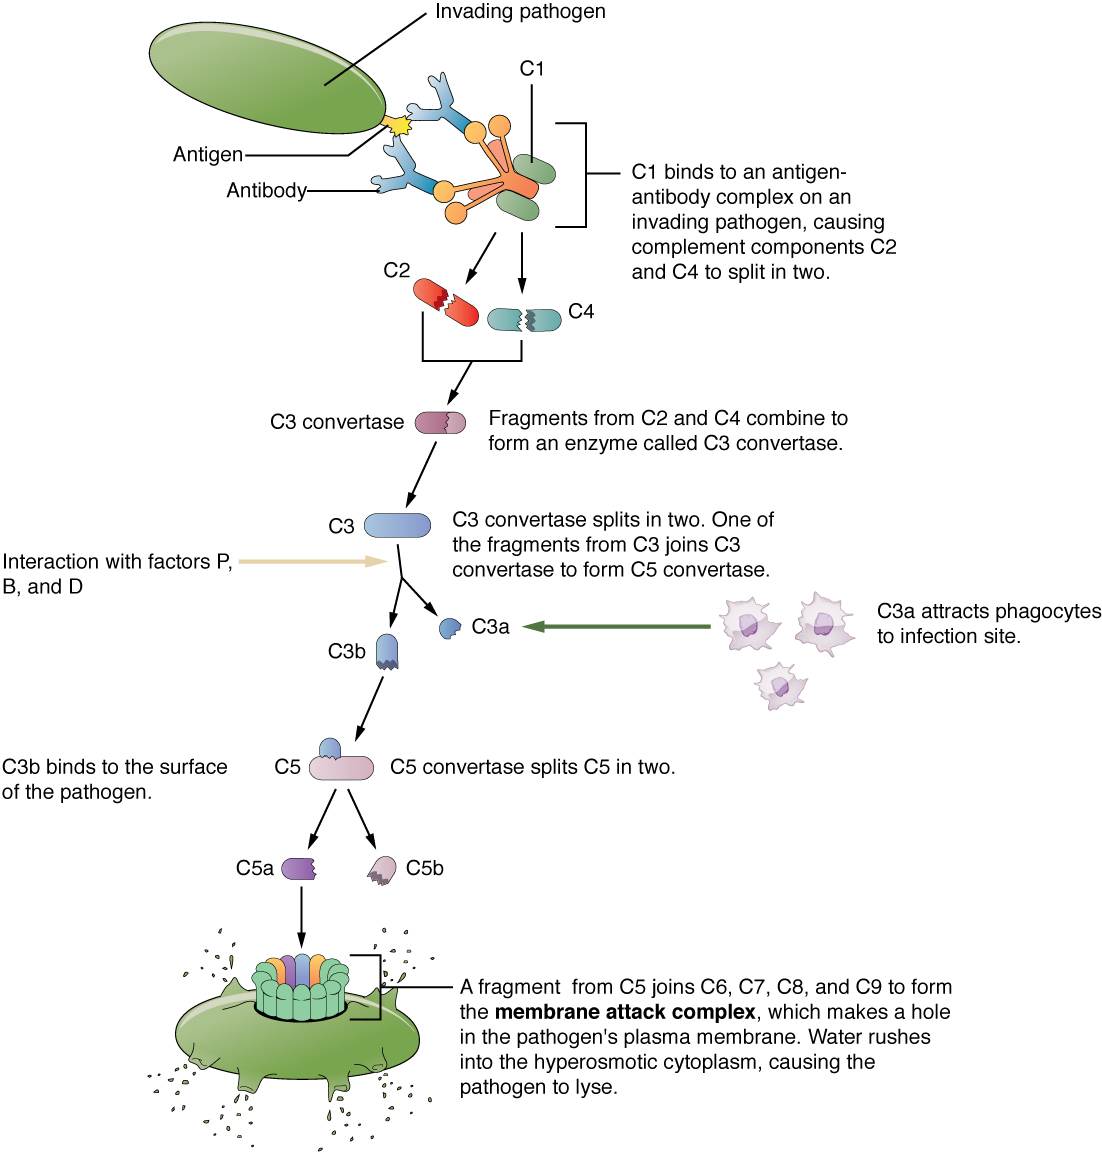 Invading pathogen
C1
Antigen
Antibody
C1 binds to an antigen-
antibody complex on an
invading pathogen, causing
complement components C2
and C4 to split in two.
C2
C4
C3 convertase
Fragments from C2 and C4 combine to
form an enzyme called C3 convertase.
C3
C3 convertase splits in two. One of
the fragments from C3 joins C3
convertase to form C5 convertase.
Interaction with factors P,
B, and D
C3a
C3a attracts phagocytes
to infection site.
C3b
C3b binds to the surface
of the pathogen.
C5
C5 convertase splits C5 in two.
C5a
C5b
A fragment from C5 joins C6, C7, C8, and C9 to form
the membrane attack complex, which makes a hole
in the pathogen's plasma membrane. Water rushes
into the hyperosmotic cytoplasm, causing the
pathogen to lyse.